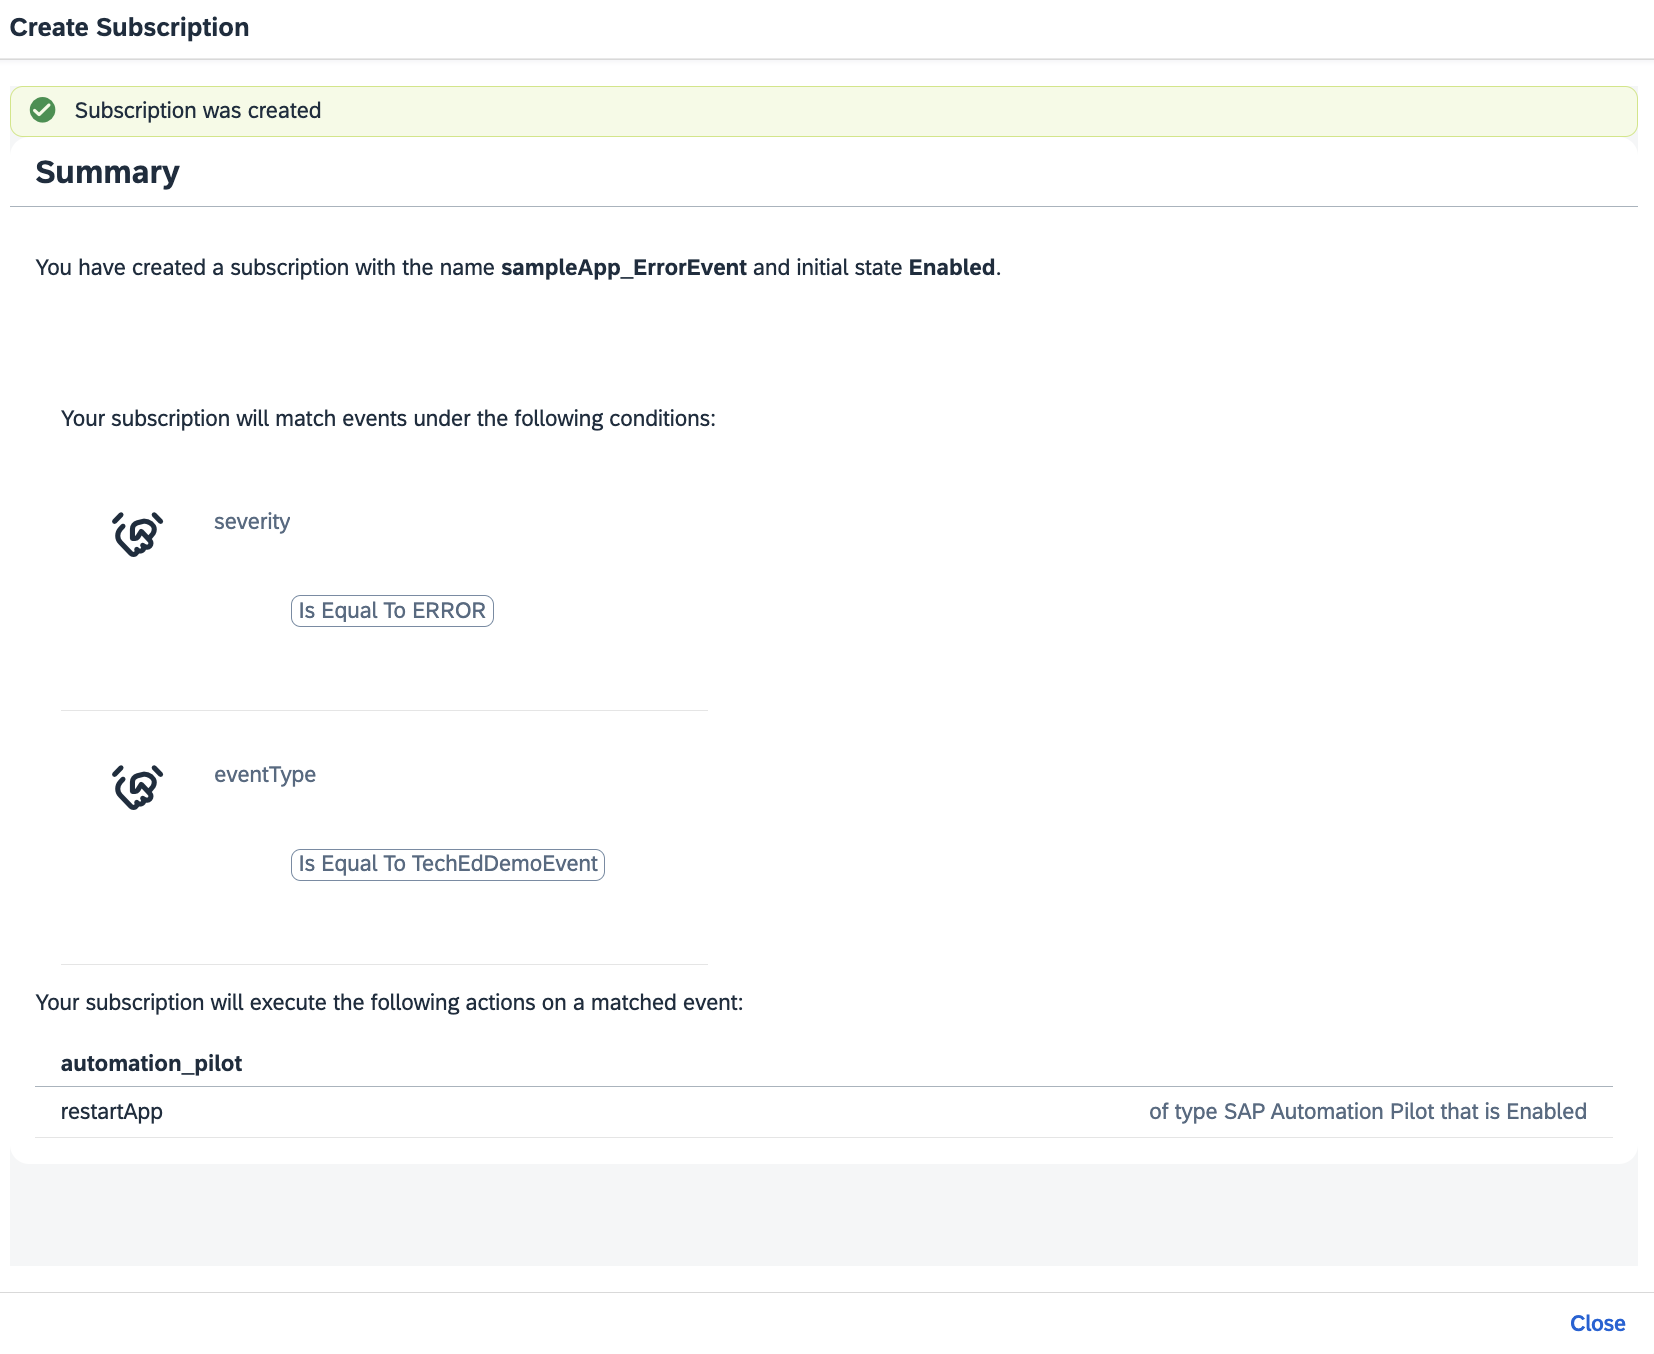 Create Subscription
Subscription was created
Summary
You have created a subscription with the name sampleApp_ErrorEvent and initial state Enabled.
Your subscription will match events under the following conditions:
severity
Is Equal To ERROR
eventType
Is Equal To TechEdDemoEvent
Your subscription will execute the following actions on a matched event:
automation_pilot
restartApp of type SAP Automation Pilot that is Enabled
Close